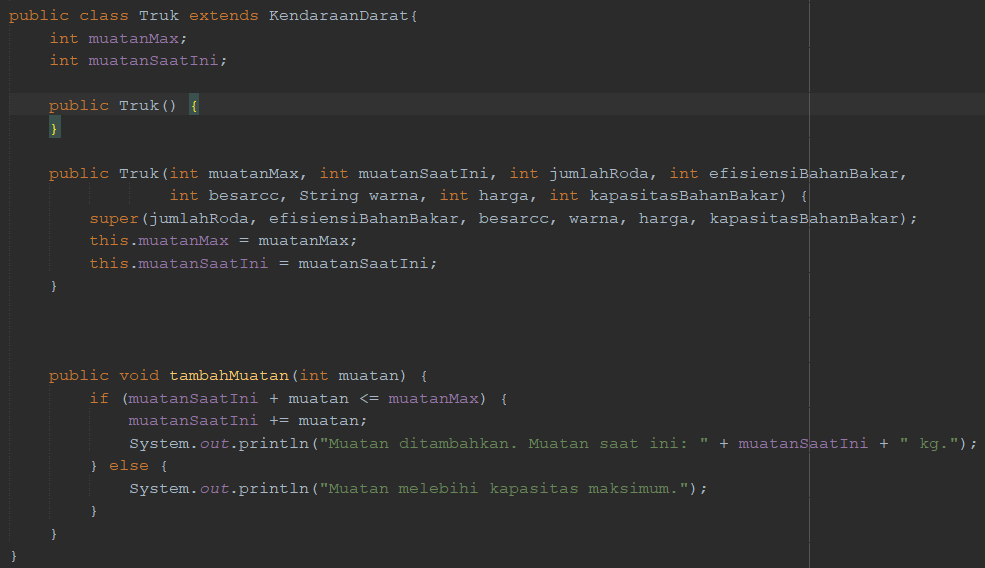 public class Truk extends KendaraanDarat{
    int muatanMax;
    int muatanSaatIni;

    public Truk() {
    }

    public Truk(int muatanMax, int muatanSaatIni, int jumlahRoda, int efisiensiBahanBakar,
                int besarcc, String warna, int harga, int kapasitasBahanBakar) {
        super(jumlahRoda, efisiensiBahanBakar, besarcc, warna, harga, kapasitasBahanBakar);
        this.muatanMax = muatanMax;
        this.muatanSaatIni = muatanSaatIni;
    }

    public void tambahMuatan(int muatan) {
        if (muatanSaatIni + muatan <= muatanMax) {
            muatanSaatIni += muatan;
            System.out.println("Muatan ditambahkan. Muatan saat ini: " + muatanSaatIni + " kg.");
        } else {
            System.out.println("Muatan melebihi kapasitas maksimum.");
        }
    }
}